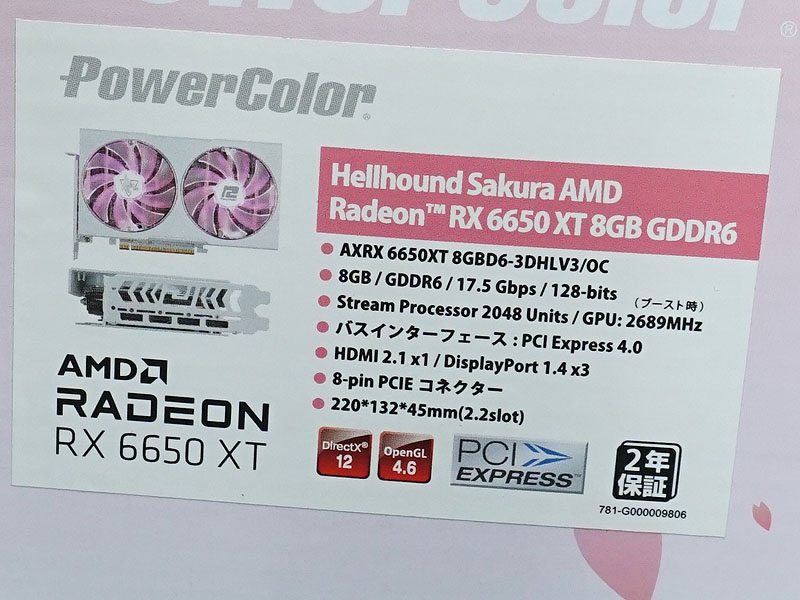 PowerColor®
PowerColor®
Hellhound Sakura AMD
Radeon™ RX 6650 XT 8GB GDDR6
AXRX 6650XT 8GBD6-3DHLV3/OC
8GB / GDDR6 / 17.5 Gbps / 128-bits
(ブースト時)
Stream Processor 2048 Units / GPU: 2689MHz
バスインターフェース : PCI Express 4.0
HDMI 2.1 x1 / DisplayPort 1.4 x3
8-pin PCIE コネクター
220*132*45mm(2.2slot)
AMD
RADEON
RX 6650 XT
DirectX®
12
OpenGL
4.6
PCI
EXPRESS™
2年
保証
781-G000009806